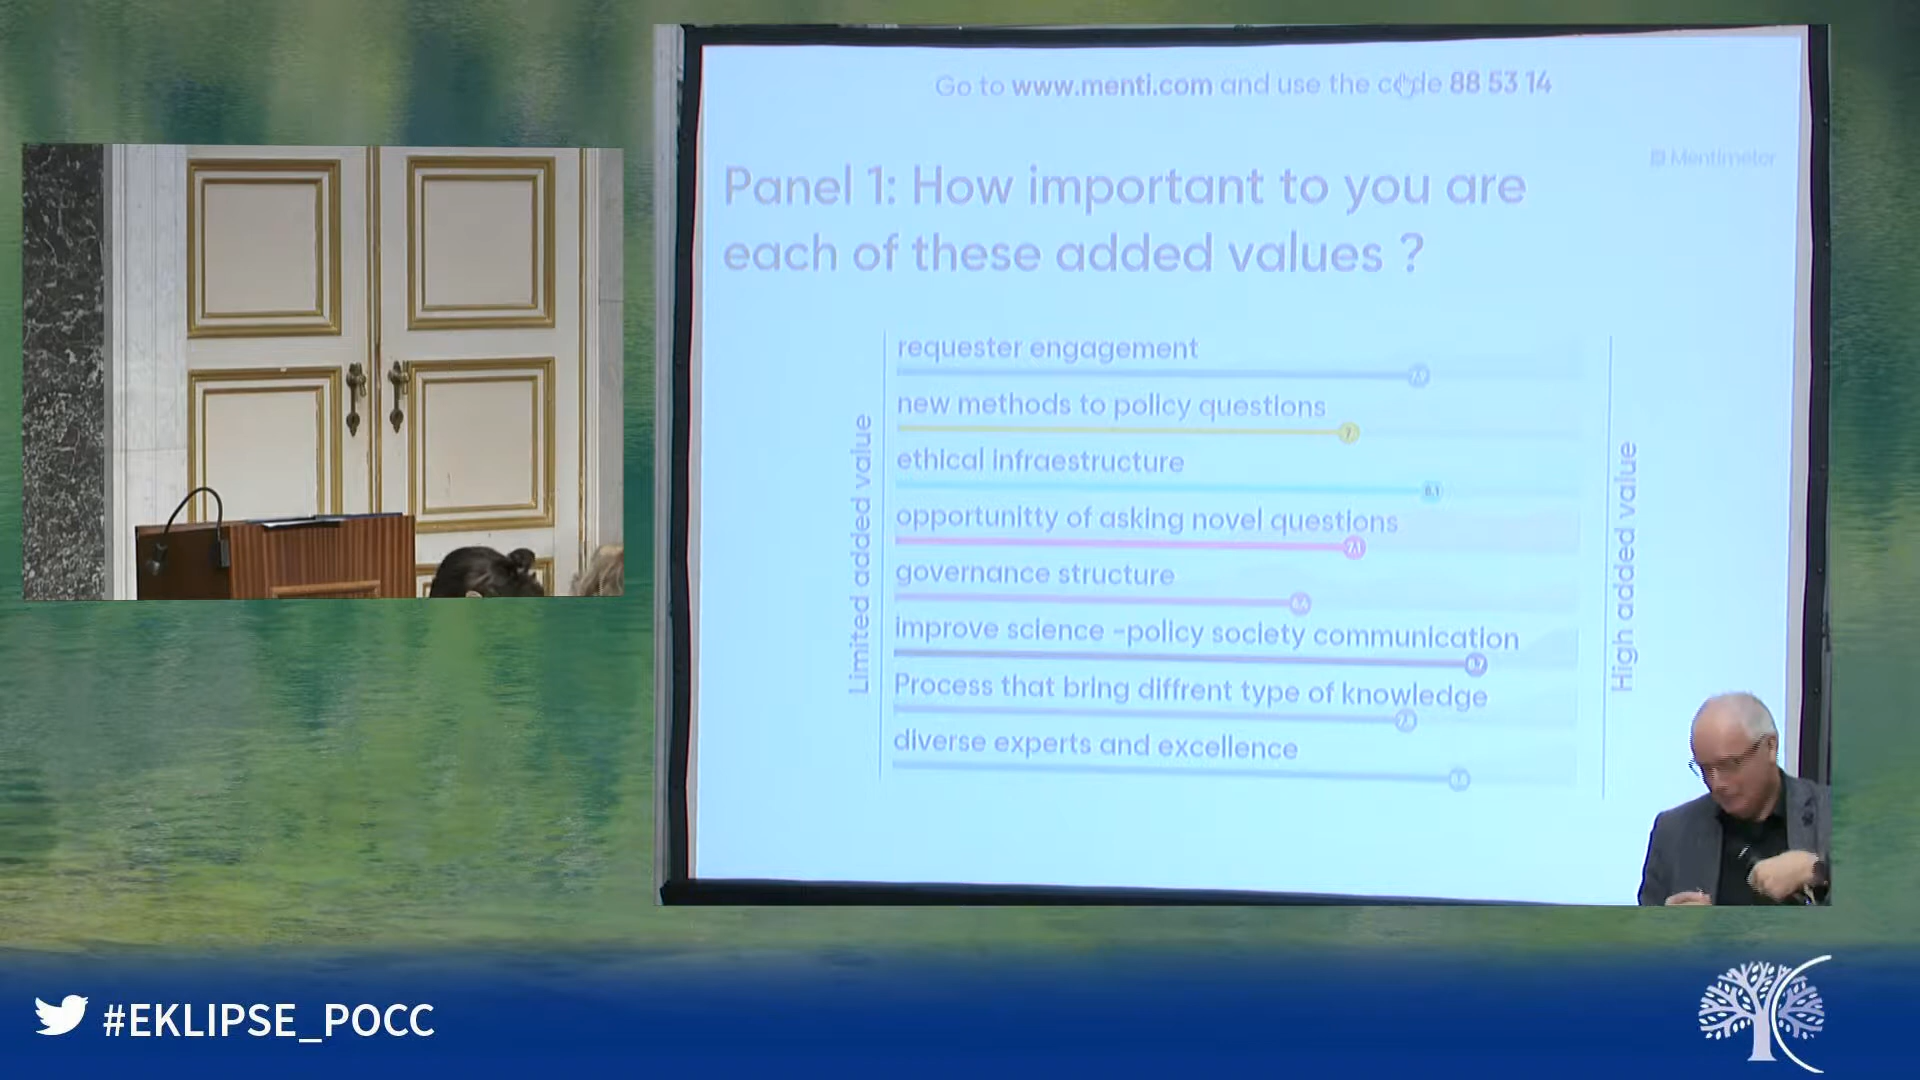 Go to www.menti.com and use the code 88 53 14
Mentimeter
Panel 1: How important to you are
each of these added values ?
Limited added value
High added value
requester engagement
7.9
new methods to policy questions
7
ethical infraestructure
8.1
opportunitty of asking novel questions
7.1
governance structure
improve science -policy society communication
Process that bring diffrent type of knowledge
diverse experts and excellence
#EKLIPSE_POCC